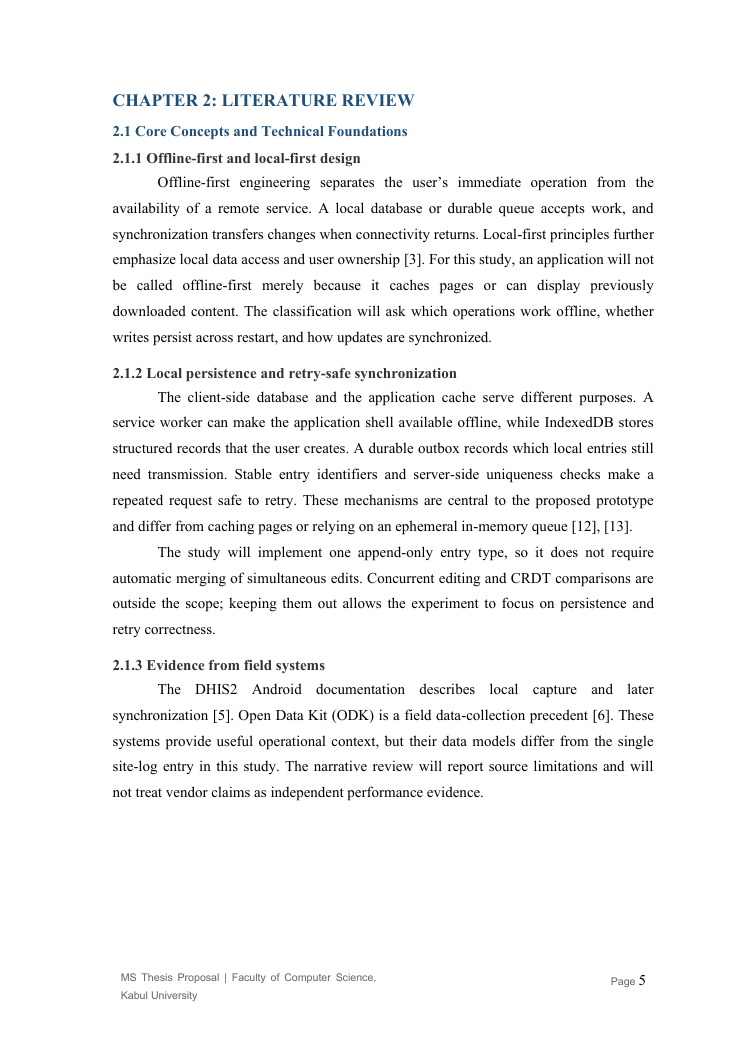 CHAPTER 2: LITERATURE REVIEW
2.1 Core Concepts and Technical Foundations
2.1.1 Offline-first and local-first design
Offline-first engineering separates the user’s immediate operation from the
availability of a remote service. A local database or durable queue accepts work, and
synchronization transfers changes when connectivity returns. Local-first principles further
emphasize local data access and user ownership [3]. For this study, an application will not
be called offline-first merely because it caches pages or can display previously
downloaded content. The classification will ask which operations work offline, whether
writes persist across restart, and how updates are synchronized.
2.1.2 Local persistence and retry-safe synchronization
The client-side database and the application cache serve different purposes. A
service worker can make the application shell available offline, while IndexedDB stores
structured records that the user creates. A durable outbox records which local entries still
need transmission. Stable entry identifiers and server-side uniqueness checks make a
repeated request safe to retry. These mechanisms are central to the proposed prototype
and differ from caching pages or relying on an ephemeral in-memory queue [12], [13].
The study will implement one append-only entry type, so it does not require
automatic merging of simultaneous edits. Concurrent editing and CRDT comparisons are
outside the scope; keeping them out allows the experiment to focus on persistence and
retry correctness.
2.1.3 Evidence from field systems
The DHIS2 Android documentation describes local capture and later
synchronization [5]. Open Data Kit (ODK) is a field data-collection precedent [6]. These
systems provide useful operational context, but their data models differ from the single
site-log entry in this study. The narrative review will report source limitations and will
not treat vendor claims as independent performance evidence.
MS Thesis Proposal | Faculty of Computer Science,
Kabul University
Page 5